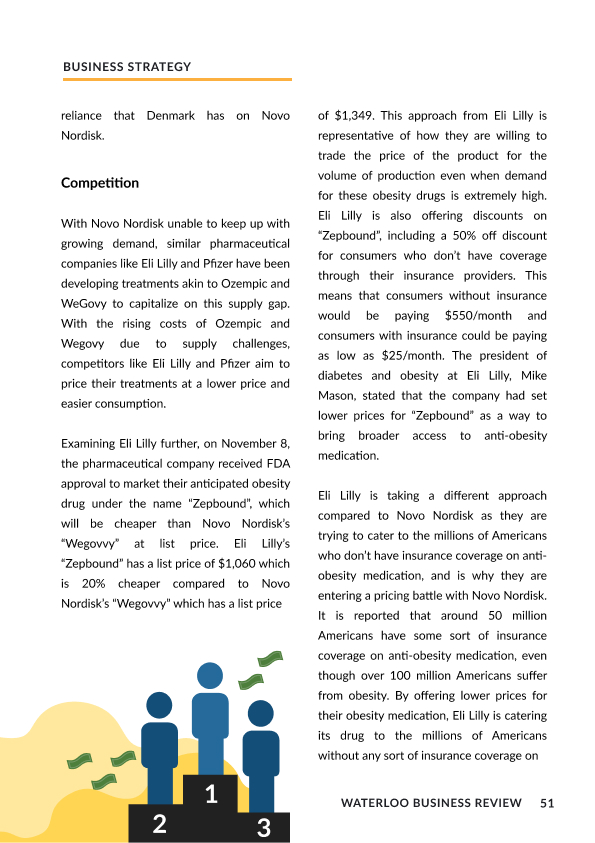 BUSINESS STRATEGY
reliance that Denmark has on Novo
Nordisk.
Competition
With Novo Nordisk unable to keep up with
growing demand, similar pharmaceutical
companies like Eli Lilly and Pfizer have been
developing treatments akin to Ozempic and
WeGovy to capitalize on this supply gap.
With the rising costs of Ozempic and
Wegovy due to supply challenges,
competitors like Eli Lilly and Pfizer aim to
price their treatments at a lower price and
easier consumption.
Examining Eli Lilly further, on November 8,
the pharmaceutical company received FDA
approval to market their anticipated obesity
drug under the name “Zepbound”, which
will be cheaper than Novo Nordisk’s
“Wegovvy” at list price. Eli Lilly’s
“Zepbound” has a list price of $1,060 which
is 20% cheaper compared to Novo
Nordisk’s “Wegovvy” which has a list price
of $1,349. This approach from Eli Lilly is
representative of how they are willing to
trade the price of the product for the
volume of production even when demand
for these obesity drugs is extremely high.
Eli Lilly is also offering discounts on
“Zepbound”, including a 50% off discount
for consumers who don’t have coverage
through their insurance providers. This
means that consumers without insurance
would be paying $550/month and
consumers with insurance could be paying
as low as $25/month. The president of
diabetes and obesity at Eli Lilly, Mike
Mason, stated that the company had set
lower prices for “Zepbound” as a way to
bring broader access to anti-obesity
medication.
Eli Lilly is taking a different approach
compared to Novo Nordisk as they are
trying to cater to the millions of Americans
who don’t have insurance coverage on anti-
obesity medication, and is why they are
entering a pricing battle with Novo Nordisk.
It is reported that around 50 million
Americans have some sort of insurance
coverage on anti-obesity medication, even
though over 100 million Americans suffer
from obesity. By offering lower prices for
their obesity medication, Eli Lilly is catering
its drug to the millions of Americans
without any sort of insurance coverage on
1
2
3
WATERLOO BUSINESS REVIEW 51